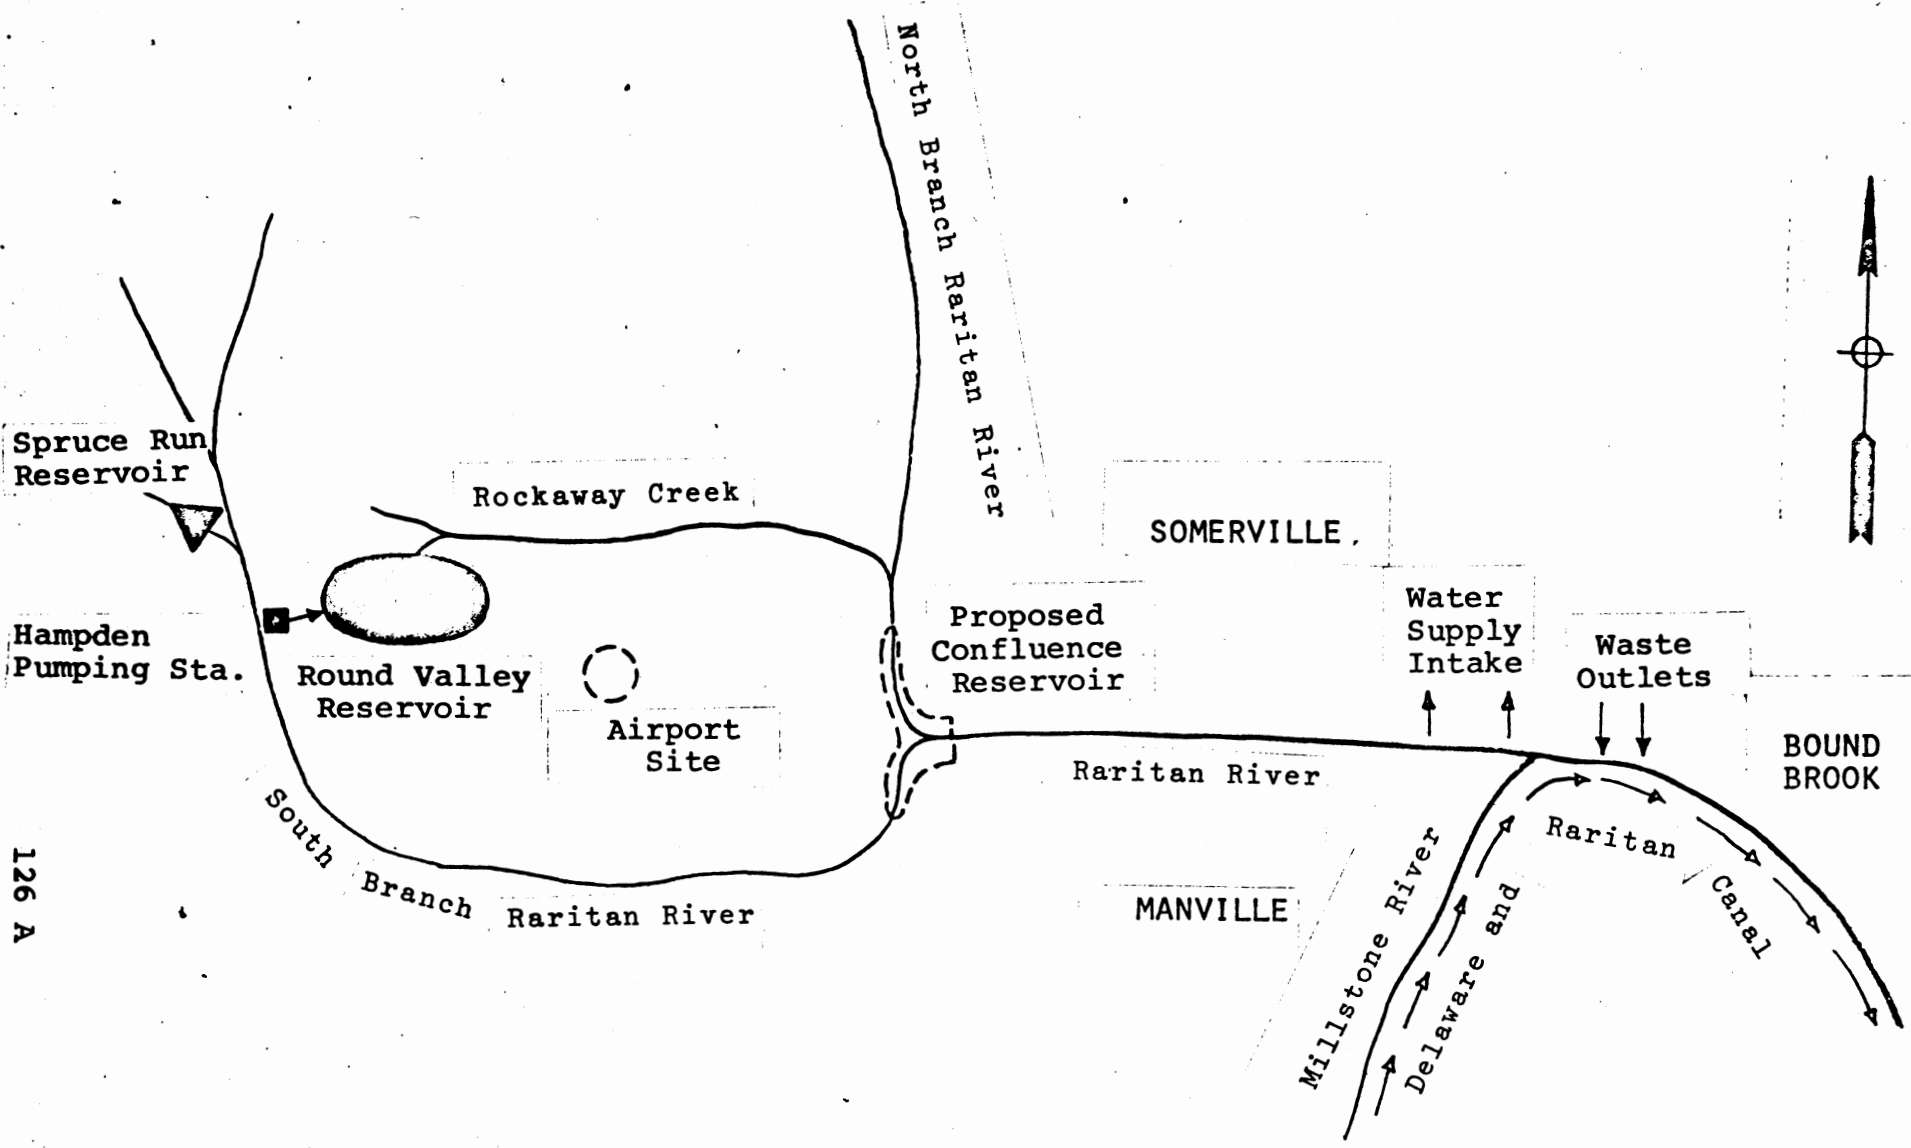 North Branch Raritan River
Spruce Run
Reservoir
Rockaway Creek
SOMERVILLE
Water
Supply
Intake
Waste
Outlets
Proposed
Confluence
Reservoir
Hampden
Pumping Sta.
Round Valley
Reservoir
Airport
Site
BOUND
BROOK
Raritan River
South Branch Raritan River
MANVILLE
Millstone River
Delaware and Raritan Canal
126 A